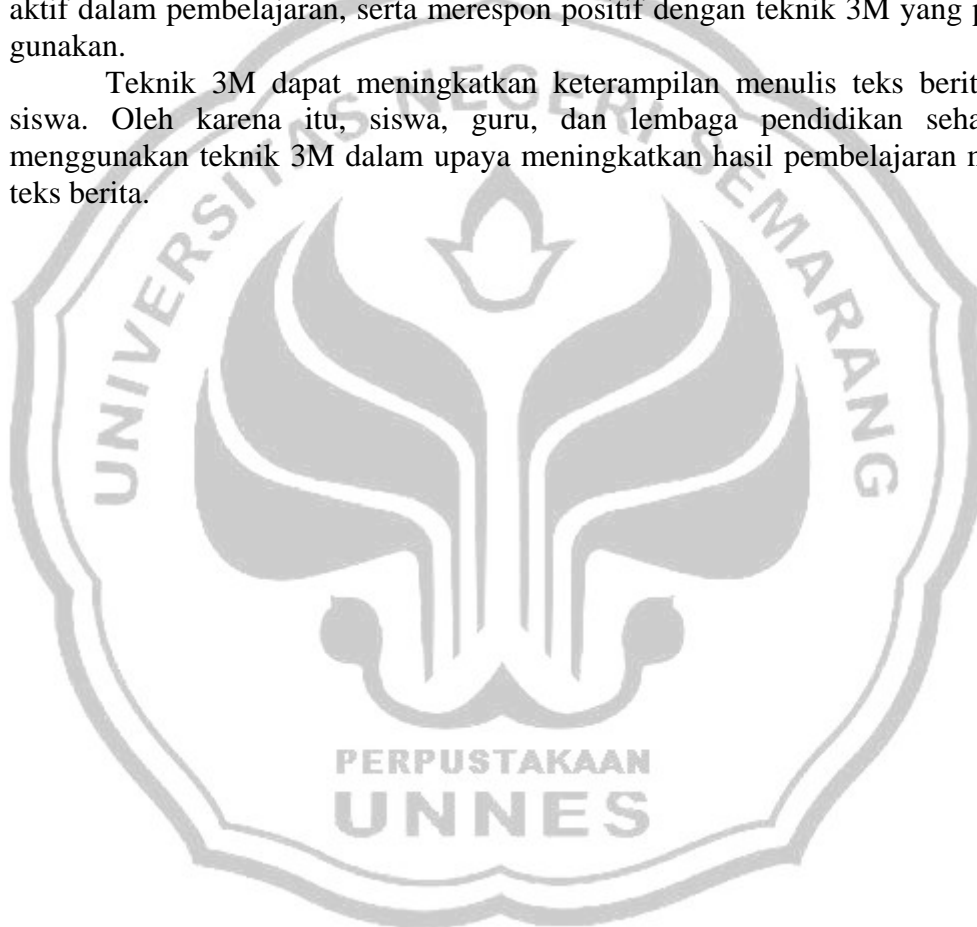 aktif dalam pembelajaran, serta merespon positif dengan teknik 3M yang p
gunakan.
Teknik 3M dapat meningkatkan keterampilan menulis teks berit
siswa. Oleh karena itu, siswa, guru, dan lembaga pendidikan seha
menggunakan teknik 3M dalam upaya meningkatkan hasil pembelajaran m
teks berita.
UNIVERSITAS NEGERI SEMARANG
PERPUSTAKAAN
UNNES